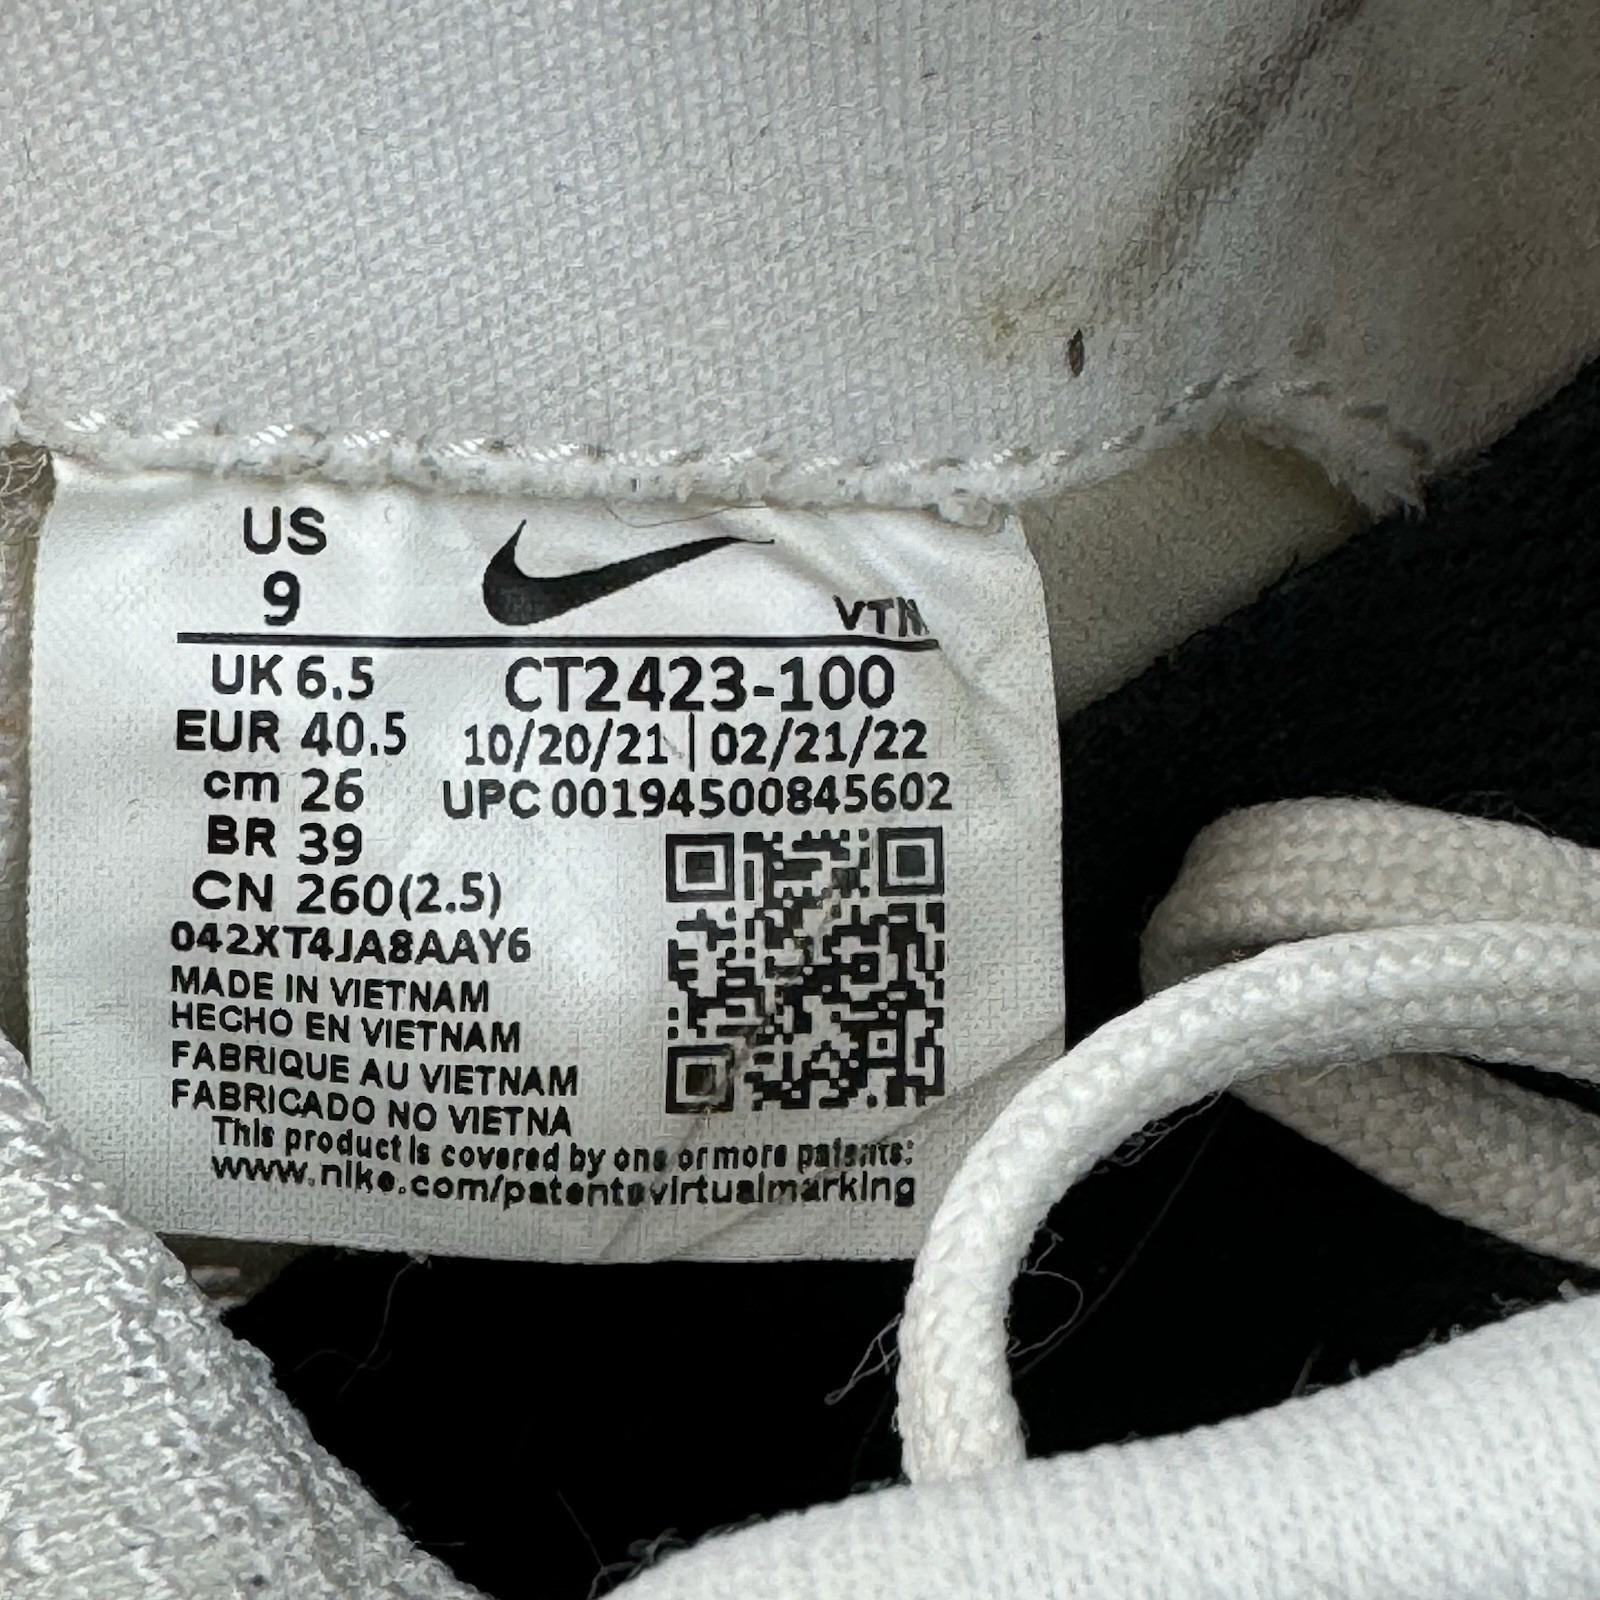 US
9
VTN
UK 6.5
CT2423-100
EUR 40.5
10/20/21 | 02/21/22
cm 26
UPC 00194500845602
BR 39
CN 260(2.5)
042XT4JA8AAY6
MADE IN VIETNAM
HECHO EN VIETNAM
FABRIQUE AU VIETNAM
FABRICADO NO VIETNA
This product is covered by one or more patents:
www.nike.com/patentsvirtualmarking